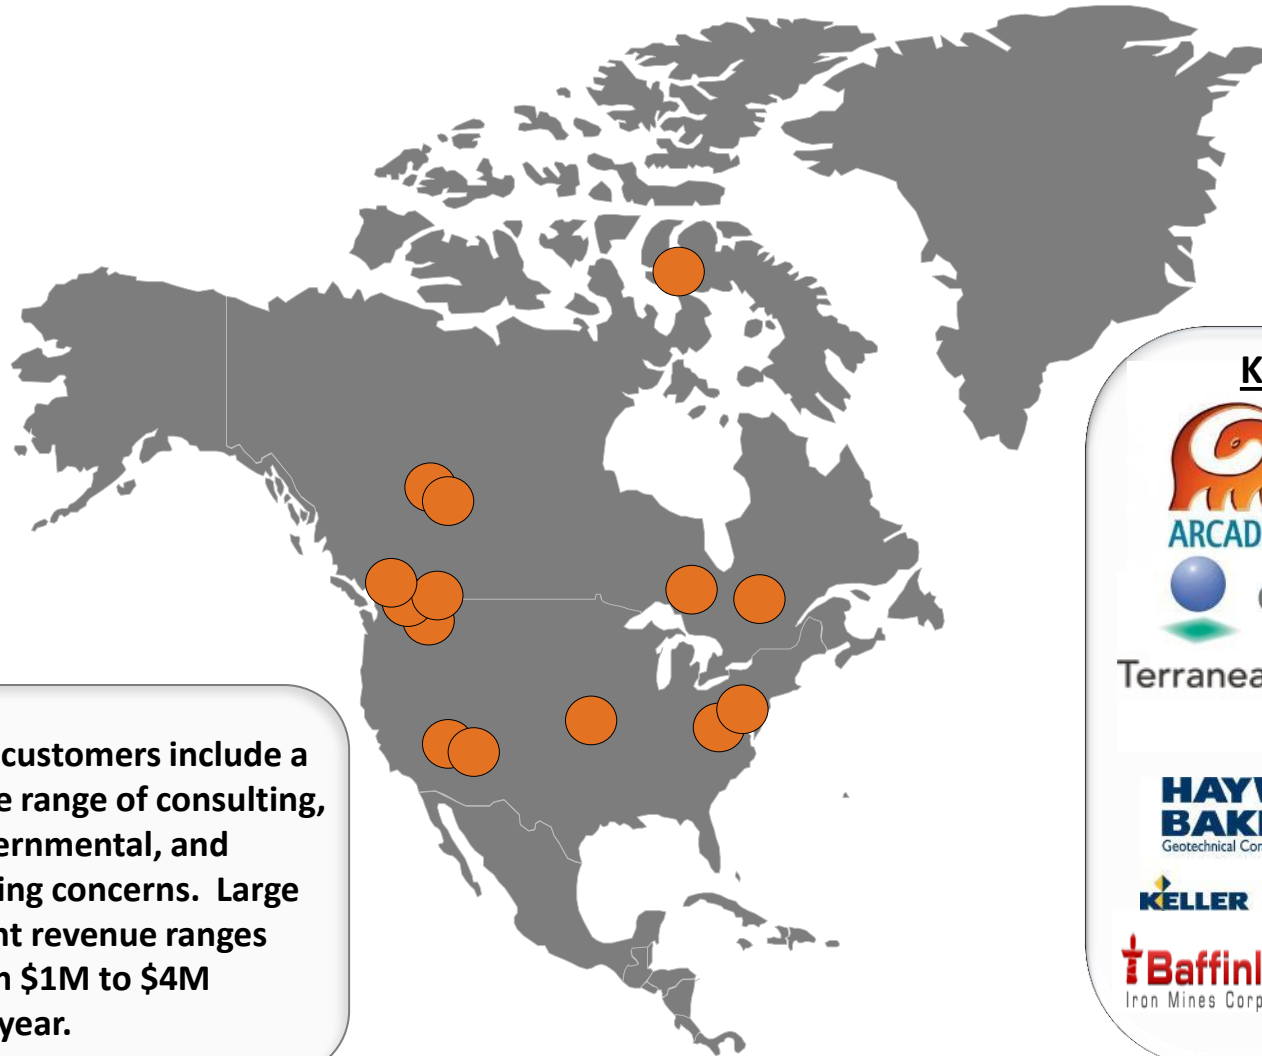 customers include a
e range of consulting,
ernmental, and
ing concerns.  Large
nt revenue ranges
$1M to $4M
year.
K
ARCAD
Terranea
HAYW
BAK
Geotechnical Con
KELLER
Baffinl
Iron Mines Corp